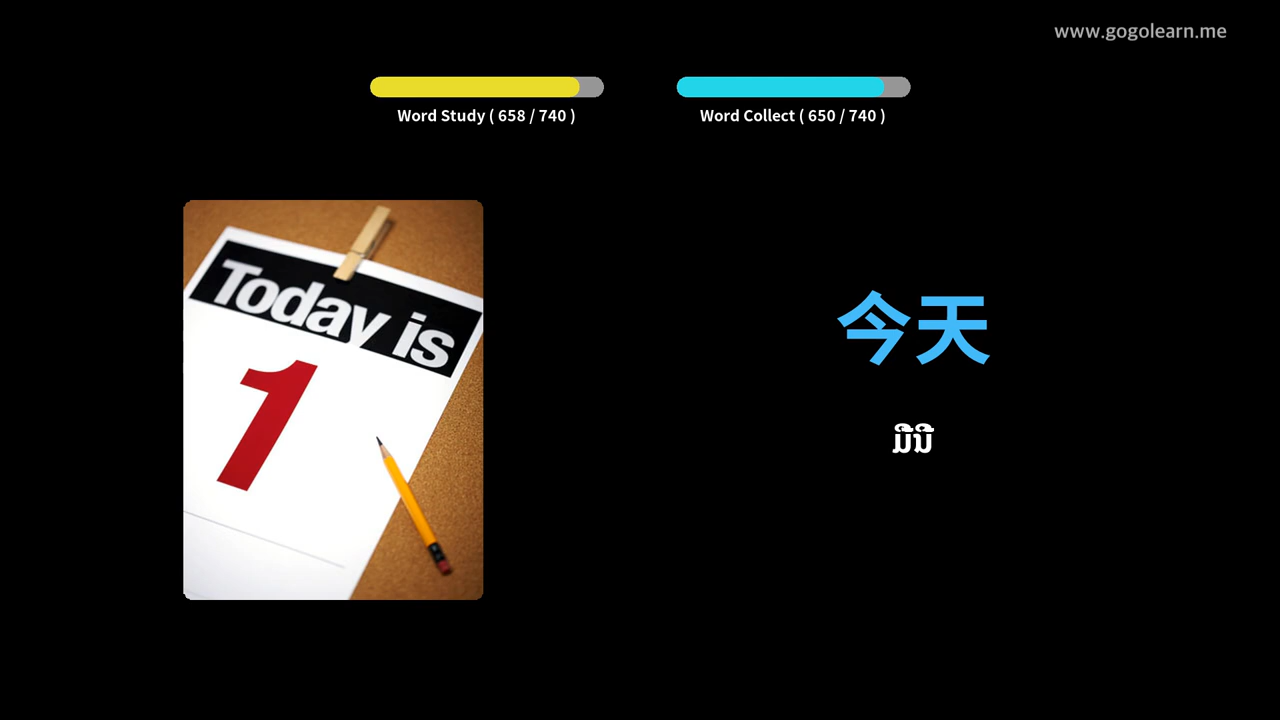 www.gogolearn.me
Word Study ( 658 / 740 )
Word Collect ( 650 / 740 )
Today is
1
今天
ມື້ນີ້